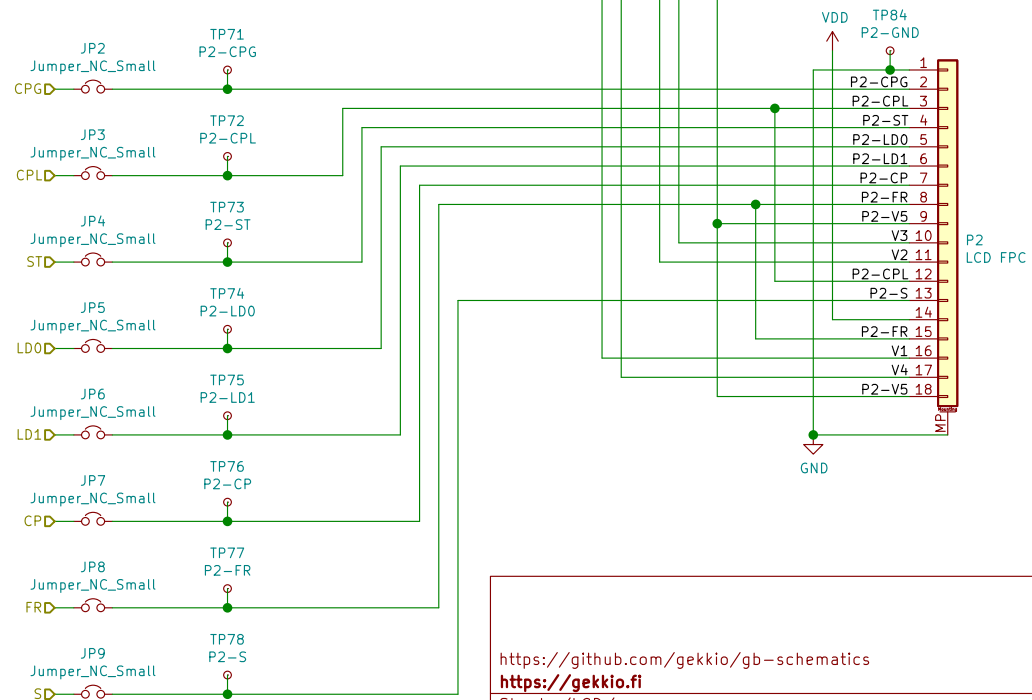 JP2
Jumper_NC_Small
CPG
TP71
P2-CPG
JP3
Jumper_NC_Small
CPL
TP72
P2-CPL
JP4
Jumper_NC_Small
ST
TP73
P2-ST
JP5
Jumper_NC_Small
LD0
TP74
P2-LD0
JP6
Jumper_NC_Small
LD1
TP75
P2-LD1
JP7
Jumper_NC_Small
CP
TP76
P2-CP
JP8
Jumper_NC_Small
FR
TP77
P2-FR
JP9
Jumper_NC_Small
S
TP78
P2-S
VDD
TP84
P2-GND
1
P2-CPG 2
P2-CPL 3
P2-ST 4
P2-LD0 5
P2-LD1 6
P2-CP 7
P2-FR 8
P2-V5 9
V3 10
V2 11
P2-CPL 12
P2-S 13
14
P2-FR 15
V1 16
V4 17
P2-V5 18
P2
LCD FPC
MP
GND
https://github.com/gekkio/gb-schematics
https://gekkio.fi